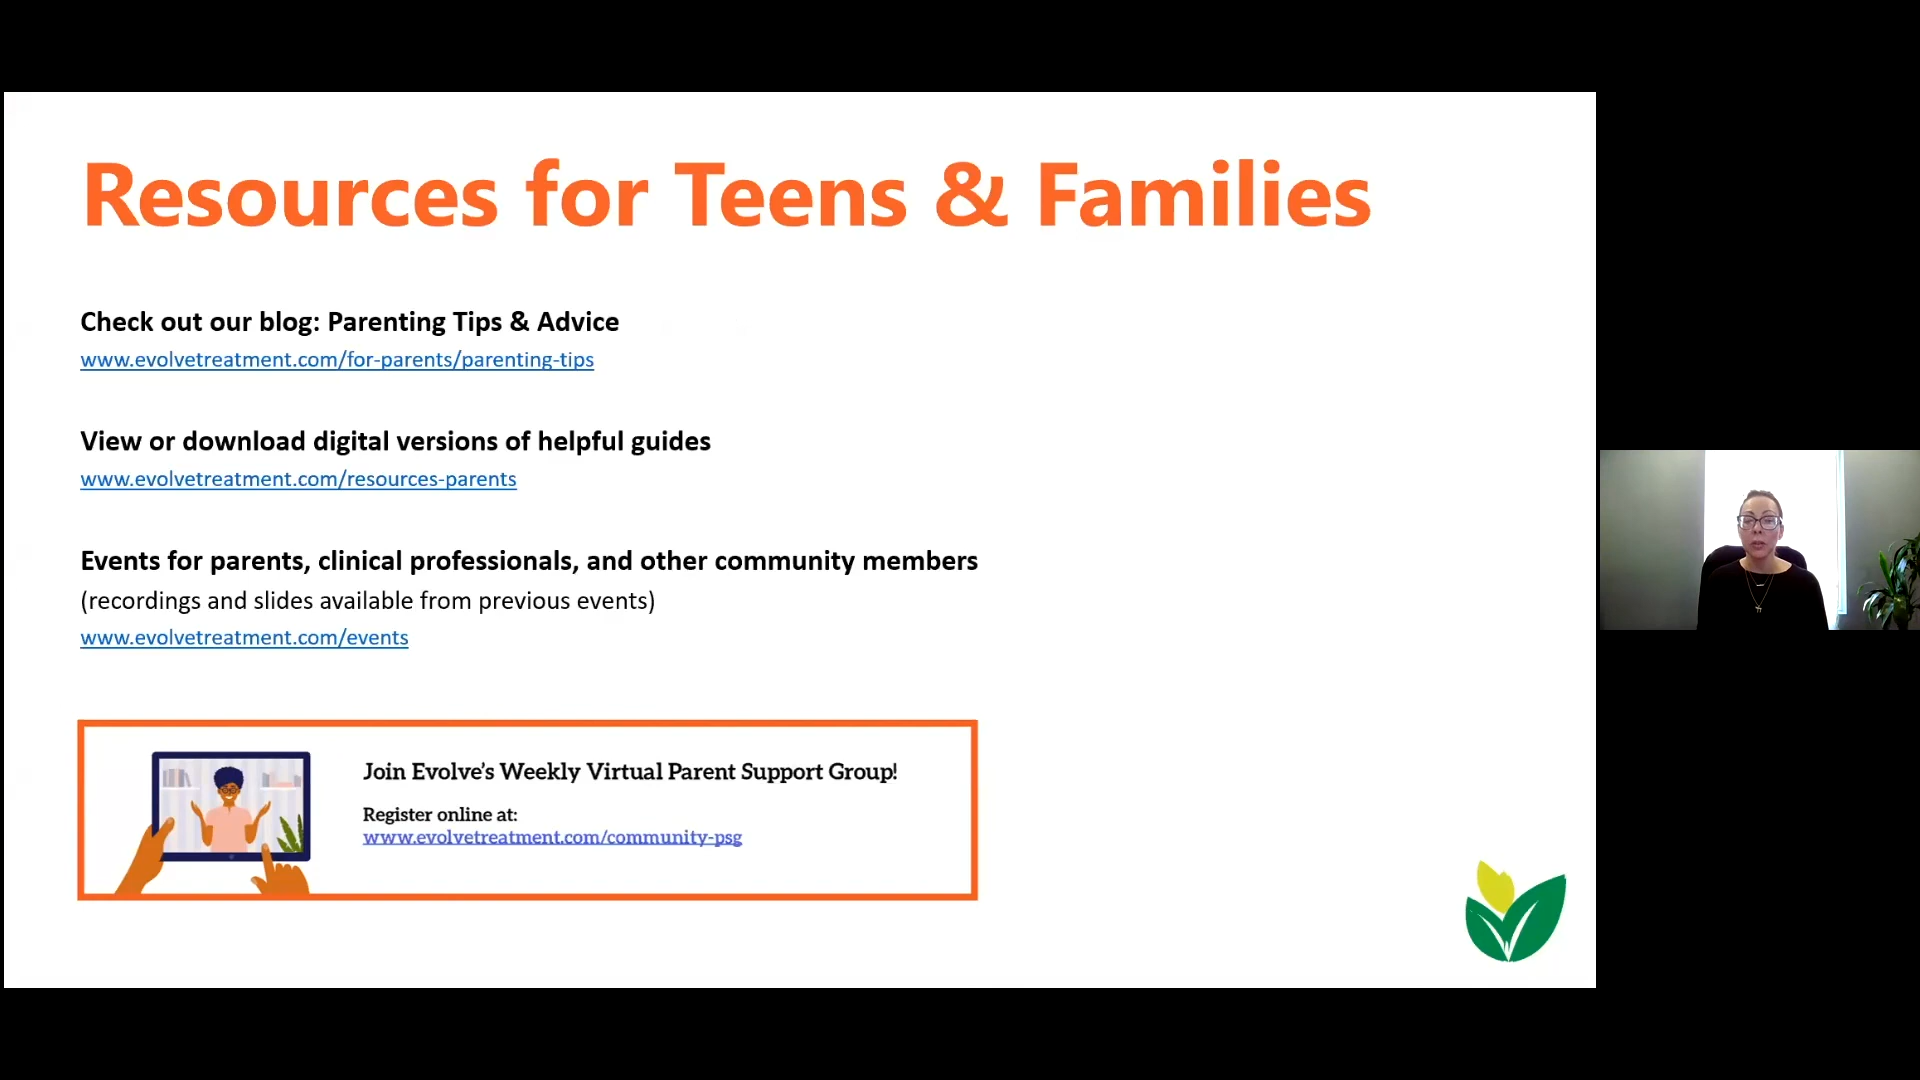 Resources for Teens & Families
Check out our blog: Parenting Tips & Advice
www.evolvetreatment.com/for-parents/parenting-tips
View or download digital versions of helpful guides
www.evolvetreatment.com/resources-parents
Events for parents, clinical professionals, and other community members
(recordings and slides available from previous events)
www.evolvetreatment.com/events
Join Evolve’s Weekly Virtual Parent Support Group!
Register online at:
www.evolvetreatment.com/community-psg